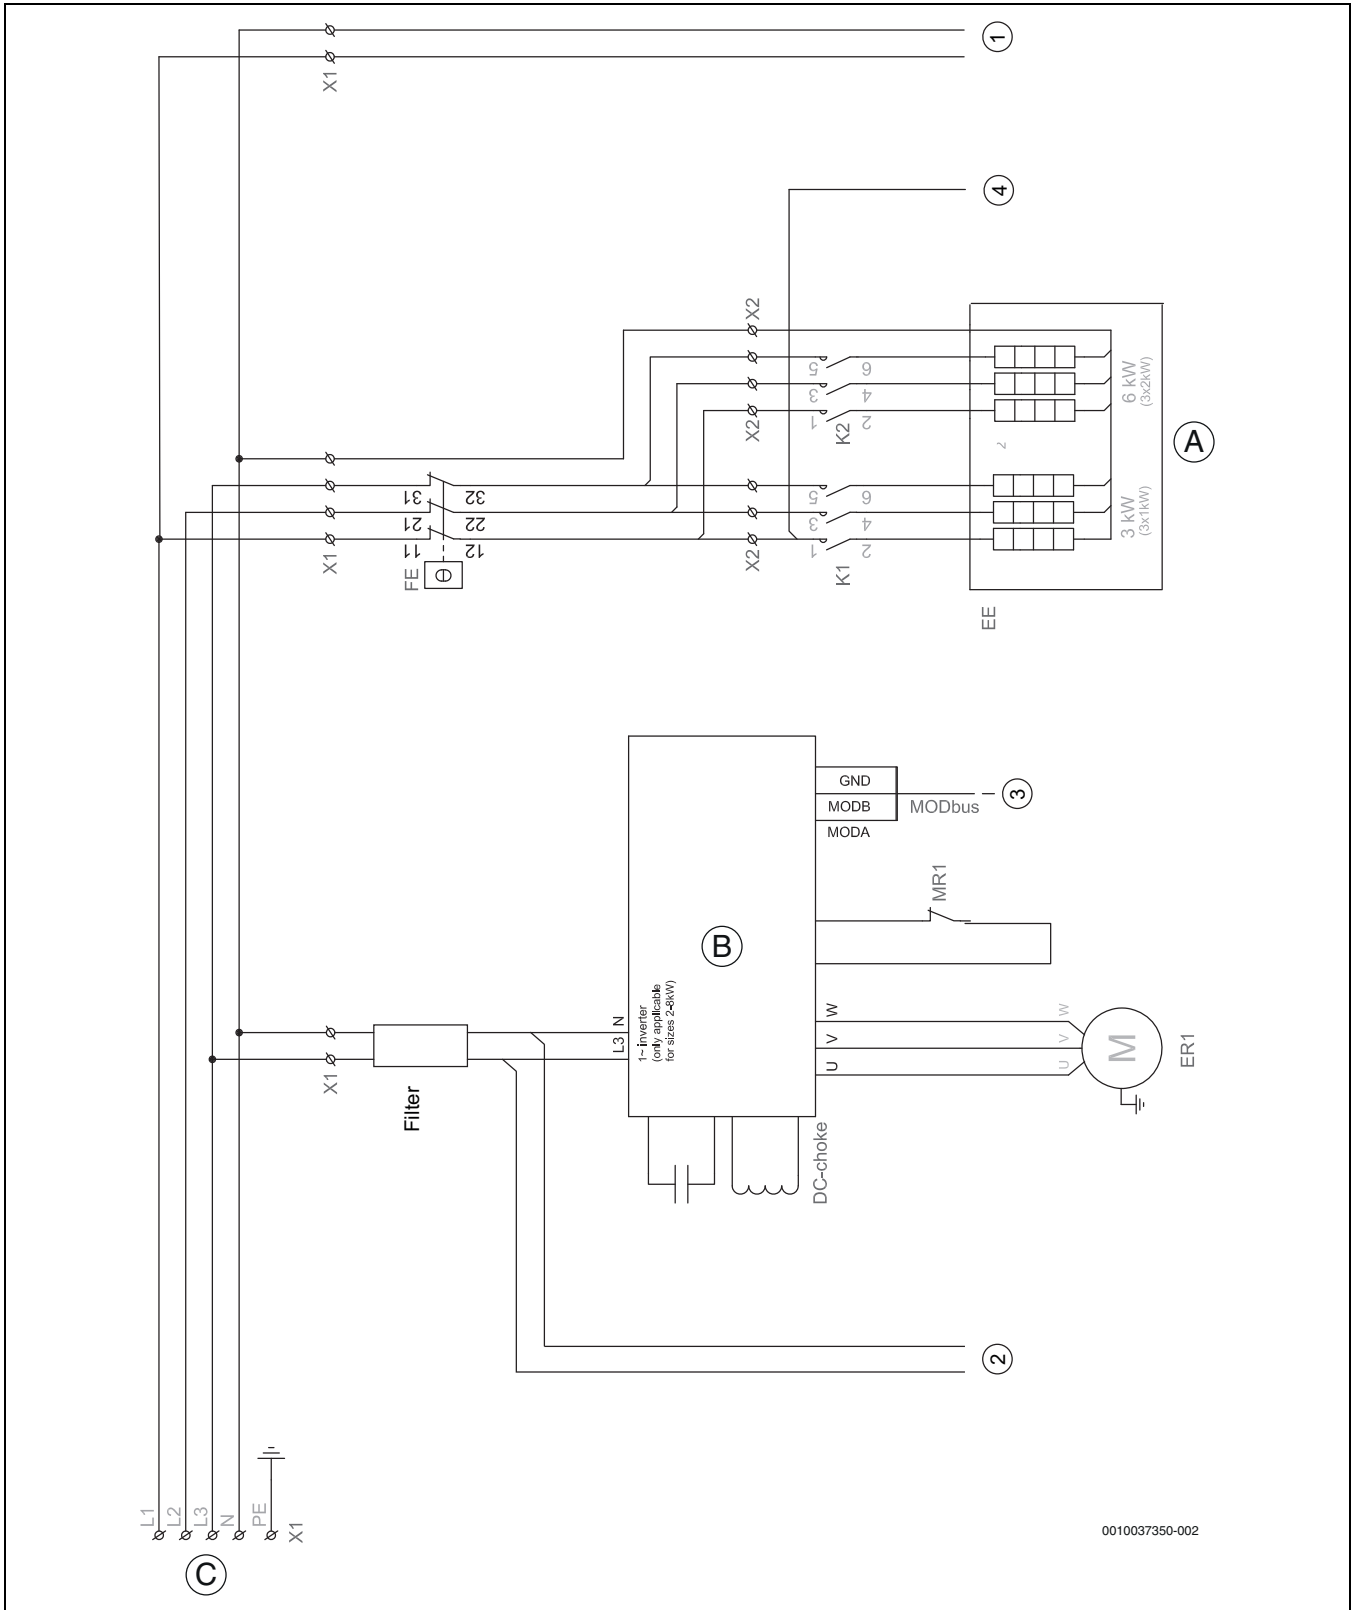 1
X1
4
X2
5
6
3
4
X2
1
2
K2
6 kW
(3x2kW)
2
A
31
32
21
22
11
12
X1
FE
Θ
5
6
3
4
X2
1
2
K1
3 kW
(3x1kW)
EE
GND
MODB
MODA
MODbus
3
MR1
B
1~ inverter
(only applicable
for sizes 2-8kW)
N
L3
X1
Filter
W
V
U
W
V
U
M
ER1
DC-choke
2
L1
L2
L3
N
PE
X1
C
0010037350-002